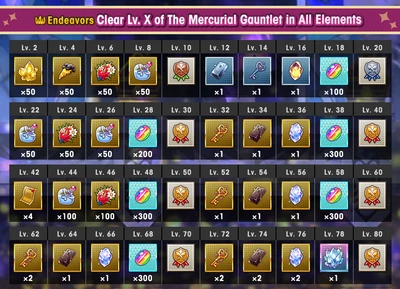 Endeavors Clear Lv. X of The Mercurial Gauntlet in All Elements
Lv. 2 Lv. 4 Lv. 6 Lv. 8 Lv. 10 Lv. 12 Lv. 14 Lv. 16 Lv. 18 Lv. 20
×50 ×50 ×50 ×50 ×1 ×1 ×1 ×100
Lv. 22 Lv. 24 Lv. 26 Lv. 28 Lv. 30 Lv. 32 Lv. 34 Lv. 36 Lv. 38 Lv. 40
×50 ×50 ×50 ×200 ×1 ×1 ×1 ×300
Lv. 42 Lv. 44 Lv. 46 Lv. 48 Lv. 50 Lv. 52 Lv. 54 Lv. 56 Lv. 58 Lv. 60
×4 ×100 ×100 ×300 ×1 ×1 ×1 ×300
Lv. 62 Lv. 64 Lv. 66 Lv. 68 Lv. 70 Lv. 72 Lv. 74 Lv. 76 Lv. 78 Lv. 80
×2 ×1 ×1 ×300 ×2 ×2 ×2 ×1